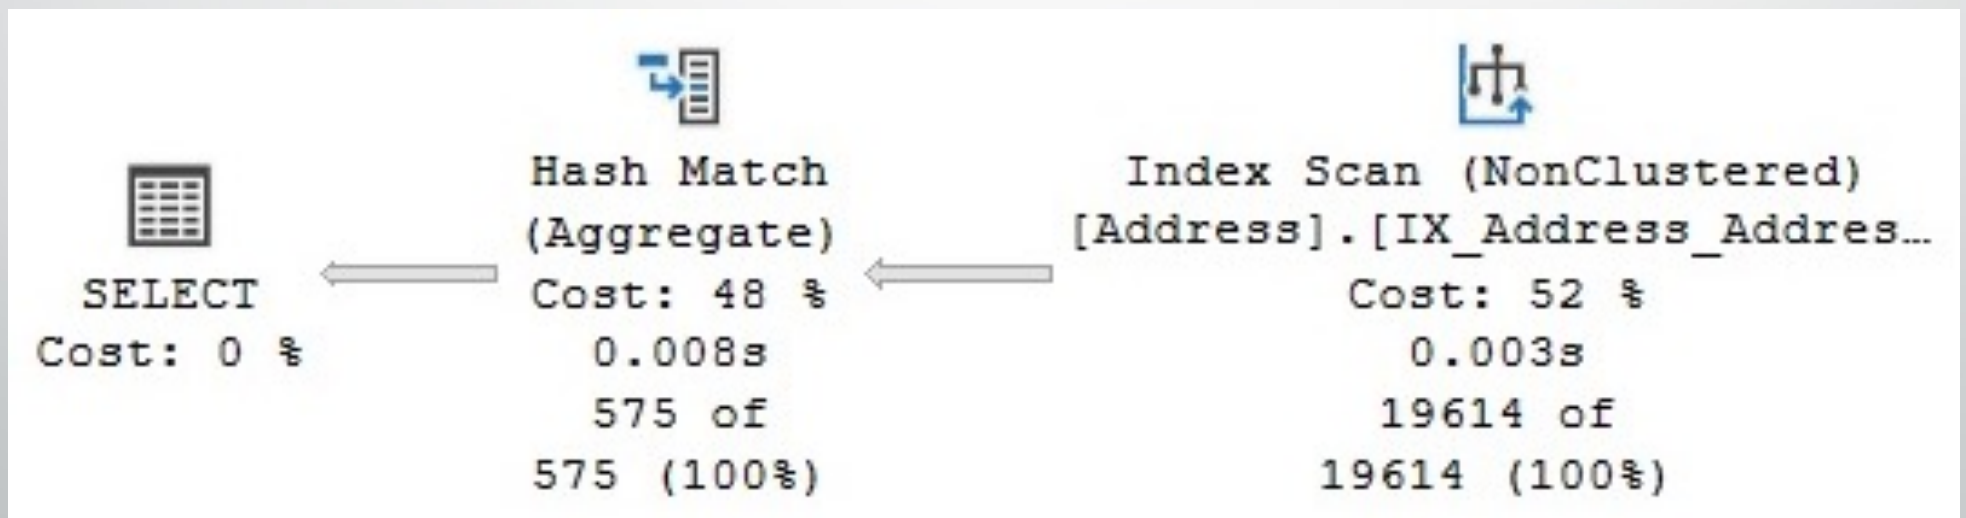 SELECT
Cost: 0 %
Hash Match
(Aggregate)
Cost: 48 %
0.008s
575 of
575 (100%)
Index Scan (NonClustered)
[Address].[IX_Address_Addres…
Cost: 52 %
0.003s
19614 of
19614 (100%)